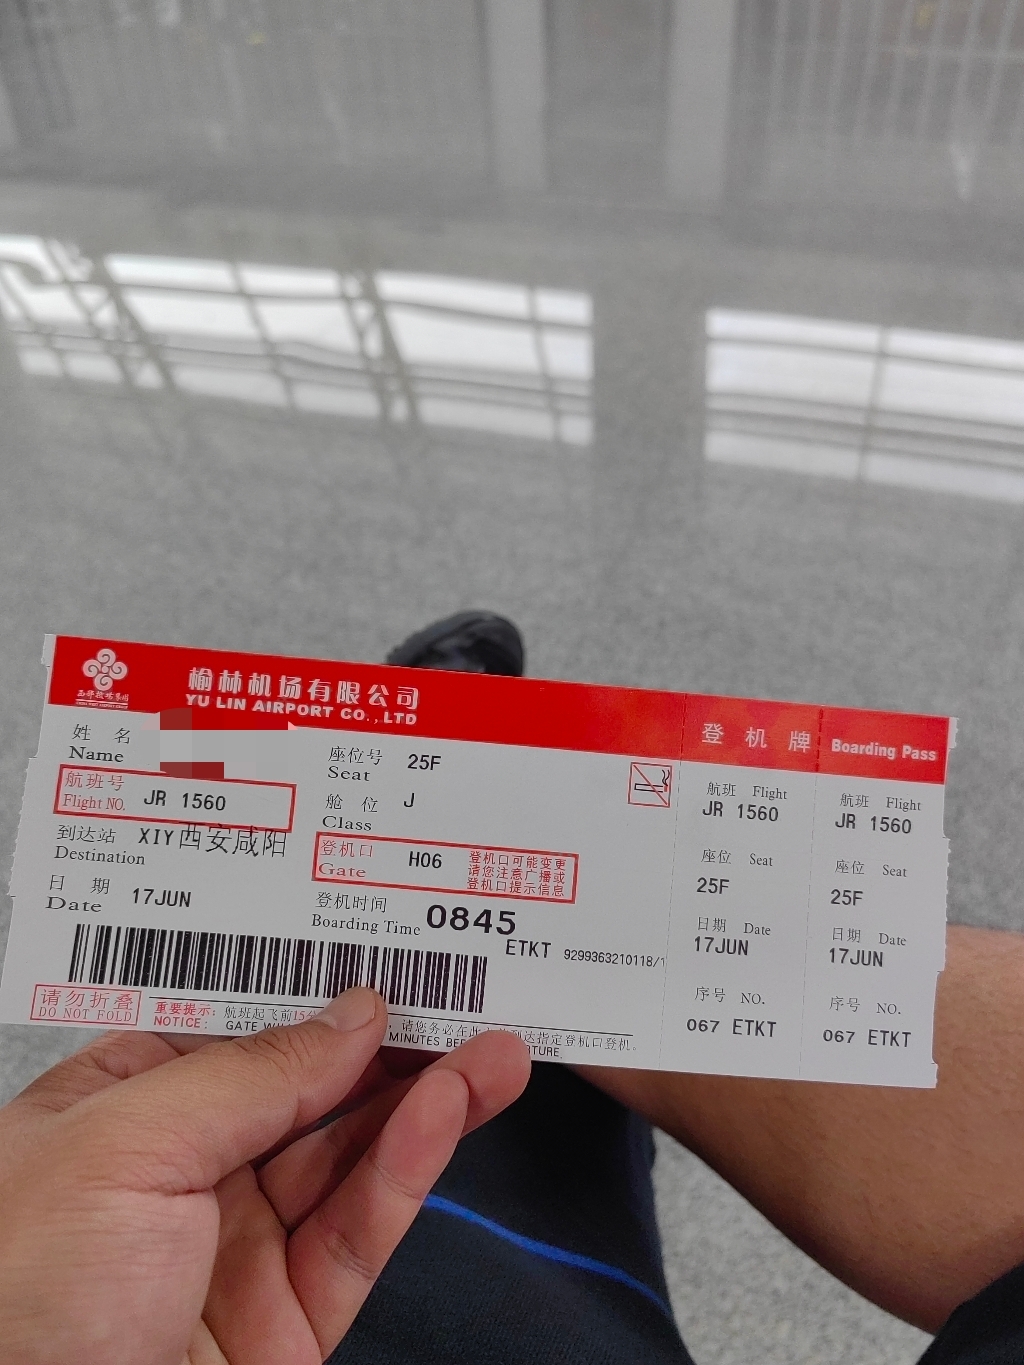 榆林机场有限公司
YU LIN AIRPORT CO.,LTD
登机牌
Boarding Pass
姓名
Name
座位号 25F
Seat
航班号 JR 1560
Flight NO.
舱位 J
Class
到达站 XIY西安咸阳
Destination
登机口 H06
Gate
登机口可能变更
请您注意广播或
登机口提示信息
日期 17JUN
Date
登机时间 0845
Boarding Time
ETKT 9299363210118/1
请勿折叠
DO NOT FOLD
重要提示: 航班起飞前15
NOTICE: GATE
请您务必在此
到达指定登机口登机。
MINUTES
航班 Flight
JR 1560
座位 Seat
25F
日期 Date
17JUN
序号 NO.
067 ETKT
航班 Flight
JR 1560
座位 Seat
25F
日期 Date
17JUN
序号 NO.
067 ETKT